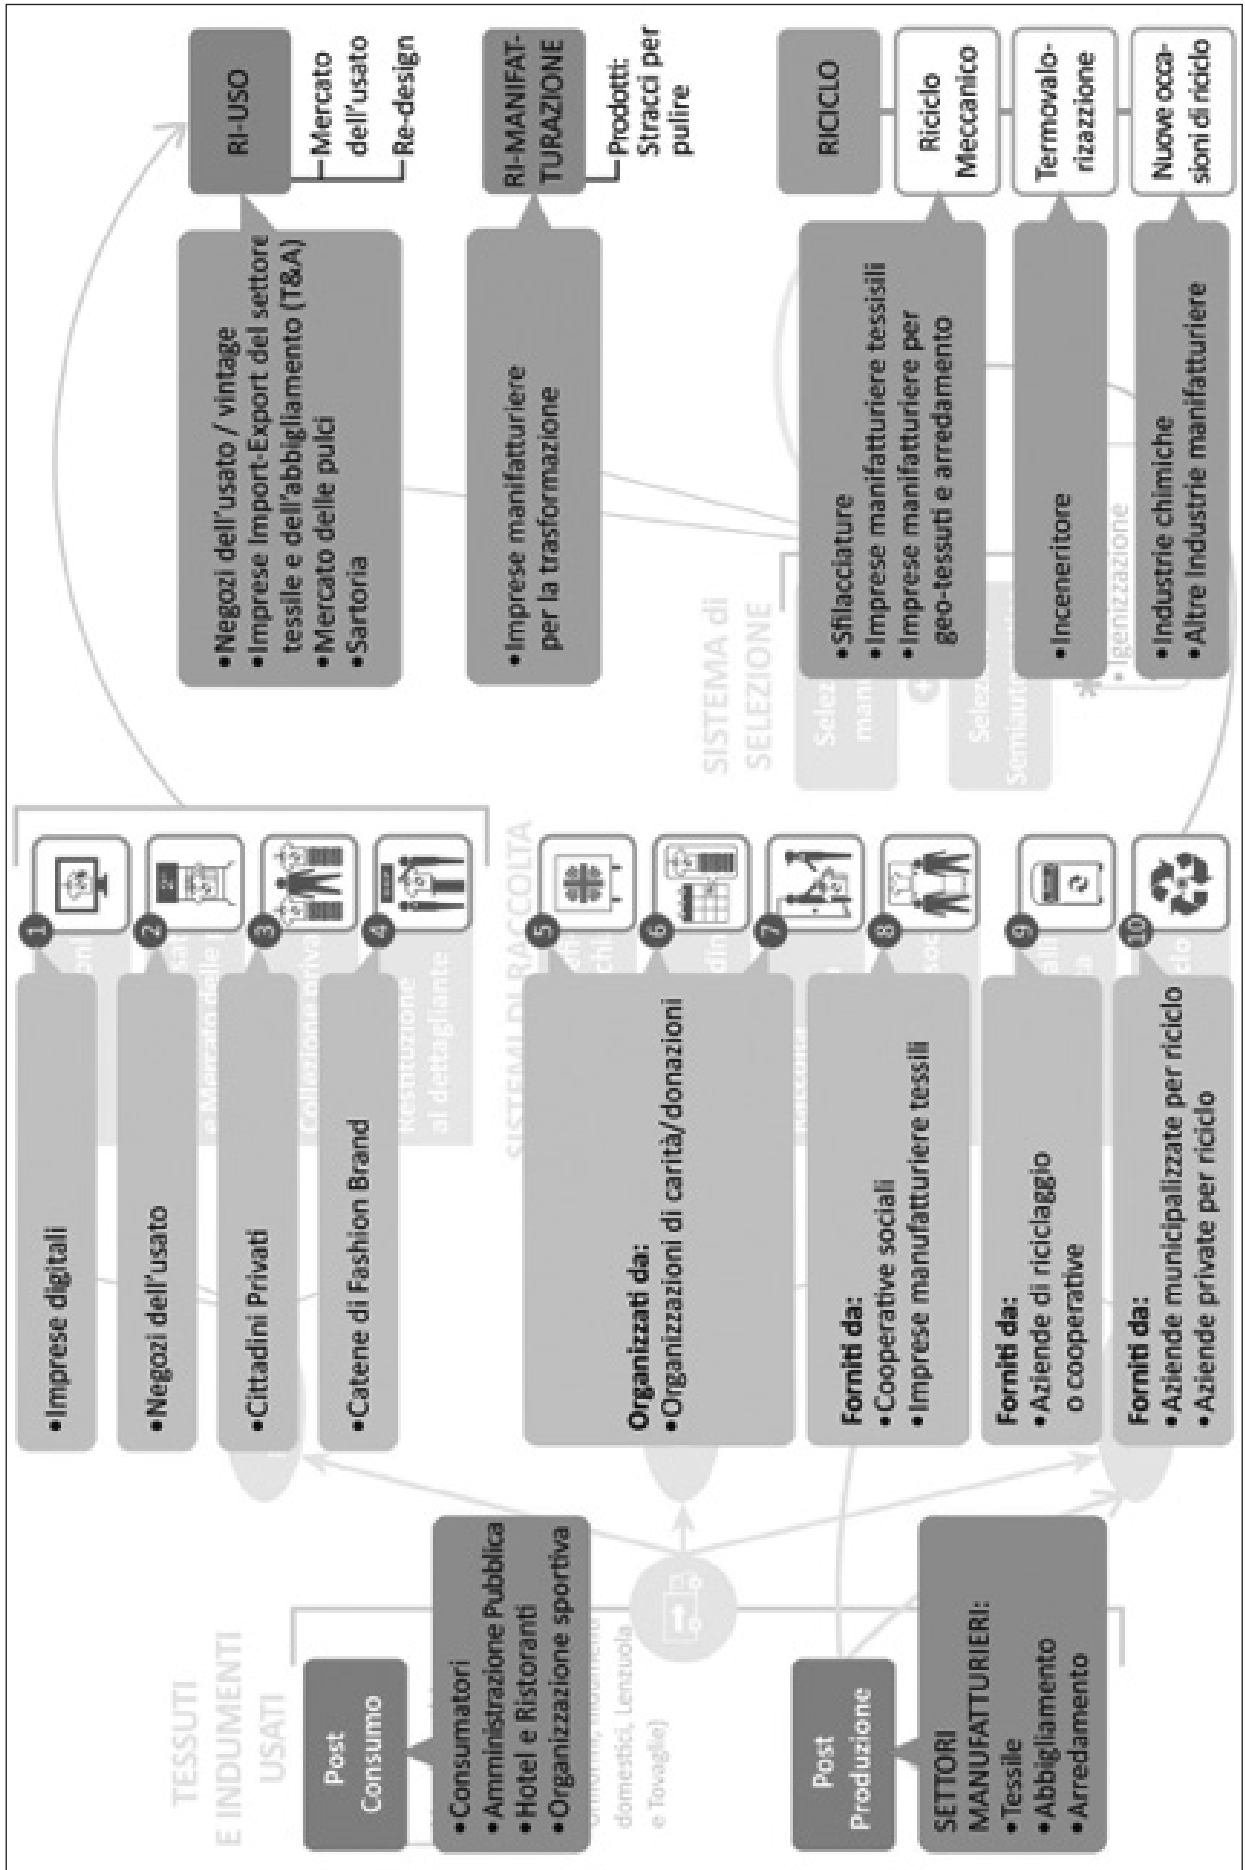 TESSUTI
E INDUMENTI
USATI
Post
Consumo
•Consumatori
•Amministrazione Pubblica
•Hotel e Ristoranti
•Organizzazione sportiva
domestici, Lenzuola
e Tovaglie)
Post
Produzione
SETTORI
MANUFATTURIERI:
•Tessile
•Abbigliamento
•Arredamento
•Imprese digitali
1
•Negozi dell'usato
2
•Cittadini Privati
3
•Catene di Fashion Brand
4
Restituzione
al dettagliante
SISTEMI DI RACCOLTA
Organizzati da:
•Organizzazioni di carità/donazioni
5
6
7
Raccolta
Forniti da:
•Cooperative sociali
•Imprese manufatturiere tessili
8
Forniti da:
•Aziende di riciclaggio
o cooperative
9
Forniti da:
•Aziende municipalizzate per riciclo
•Aziende private per riciclo
10
SISTEMA di
SELEZIONE
* • Igenizzazione
•Negozi dell'usato / vintage
•Imprese Import-Export del settore
tessile e dell'abbigliamento (T&A)
•Mercato delle pulci
•Sartoria
RI-USO
Mercato
dell'usato
Re-design
•Imprese manifatturiere
per la trasformazione
RI-MANIFAT-
TURAZIONE
Prodotti:
Stracci per
pulire
RICICLO
•Sfilacciature
•Imprese manifatturiere tessisili
•Imprese manifatturiere per
geo-tessuti e arredamento
Riciclo
Meccanico
•Inceneritore
Termovalo-
rizazzione
•Industrie chimiche
•Altre Industrie manifatturiere
Nuove occa-
sioni di riciclo